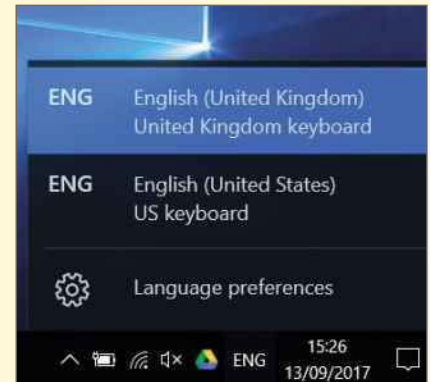 ENG English (United Kingdom)
United Kingdom keyboard
ENG English (United States)
US keyboard
Language preferences
ENG 15:26
13/09/2017